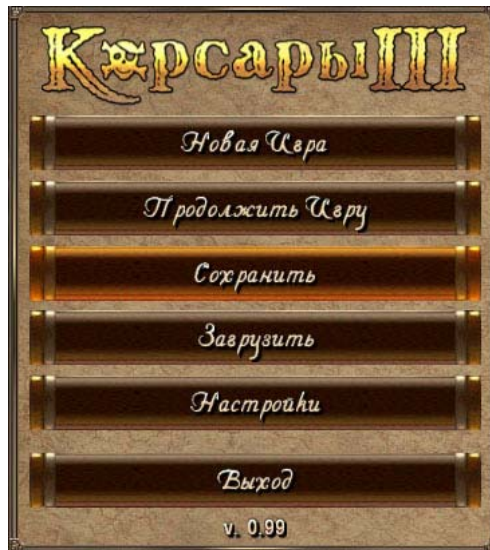 Корсары III
Новая Игра
Продолжить Игру
Сохранить
Загрузить
Настройки
Выход
v. 0.99